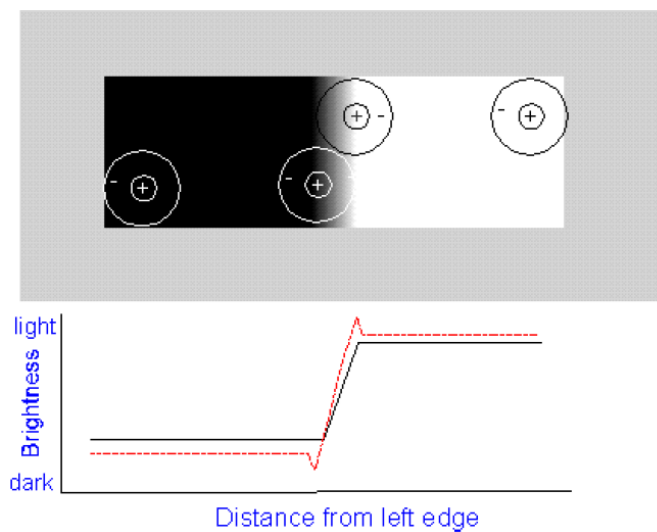 + -
- +
- +
+ -
light
Brightness
dark
Distance from left edge